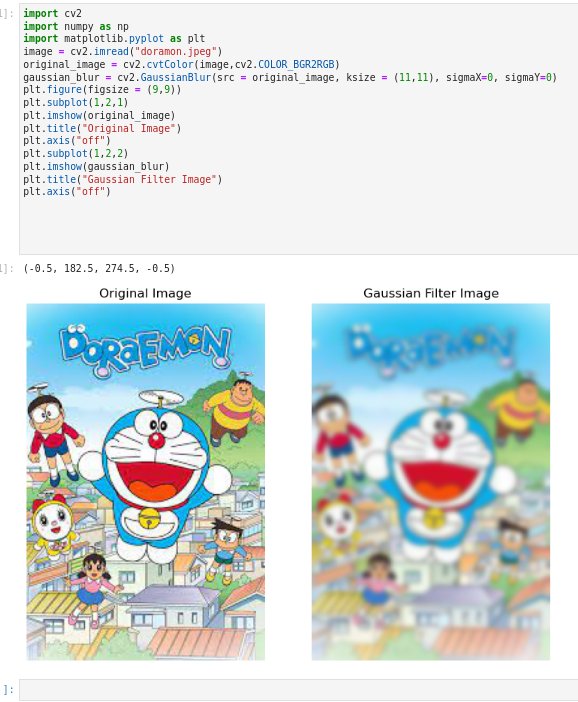 1]:
import cv2
import numpy as np
import matplotlib.pyplot as plt
image = cv2.imread("doramon.jpeg")
original_image = cv2.cvtColor(image,cv2.COLOR_BGR2RGB)
gaussian_blur = cv2.GaussianBlur(src = original_image, ksize = (11,11), sigmaX=0, sigmaY=0)
plt.figure(figsize = (9,9))
plt.subplot(1,2,1)
plt.imshow(original_image)
plt.title("Original Image")
plt.axis("off")
plt.subplot(1,2,2)
plt.imshow(gaussian_blur)
plt.title("Gaussian Filter Image")
plt.axis("off")
1]: (-0.5, 182.5, 274.5, -0.5)
Original Image
DORAEMON
Gaussian Filter Image
DORAEMON
]: